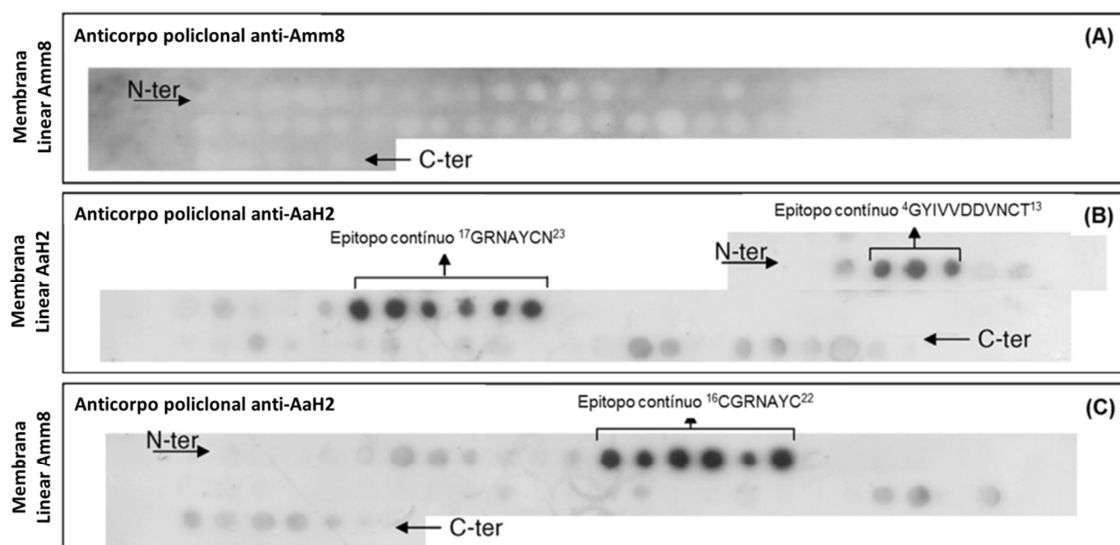 Membrana
Linear Amm8
Anticorpo policlonal anti-Amm8
(A)
N-ter
C-ter
Membrana
Linear AaH2
Anticorpo policlonal anti-AaH2
(B)
Epitopo contínuo ⁴GYIVVDDVNCT¹³
Epitopo contínuo ¹⁷GRNAYCN²³
N-ter
C-ter
Membrana
Linear Amm8
Anticorpo policlonal anti-AaH2
(C)
Epitopo contínuo ¹⁶CGRNAYC²²
N-ter
C-ter